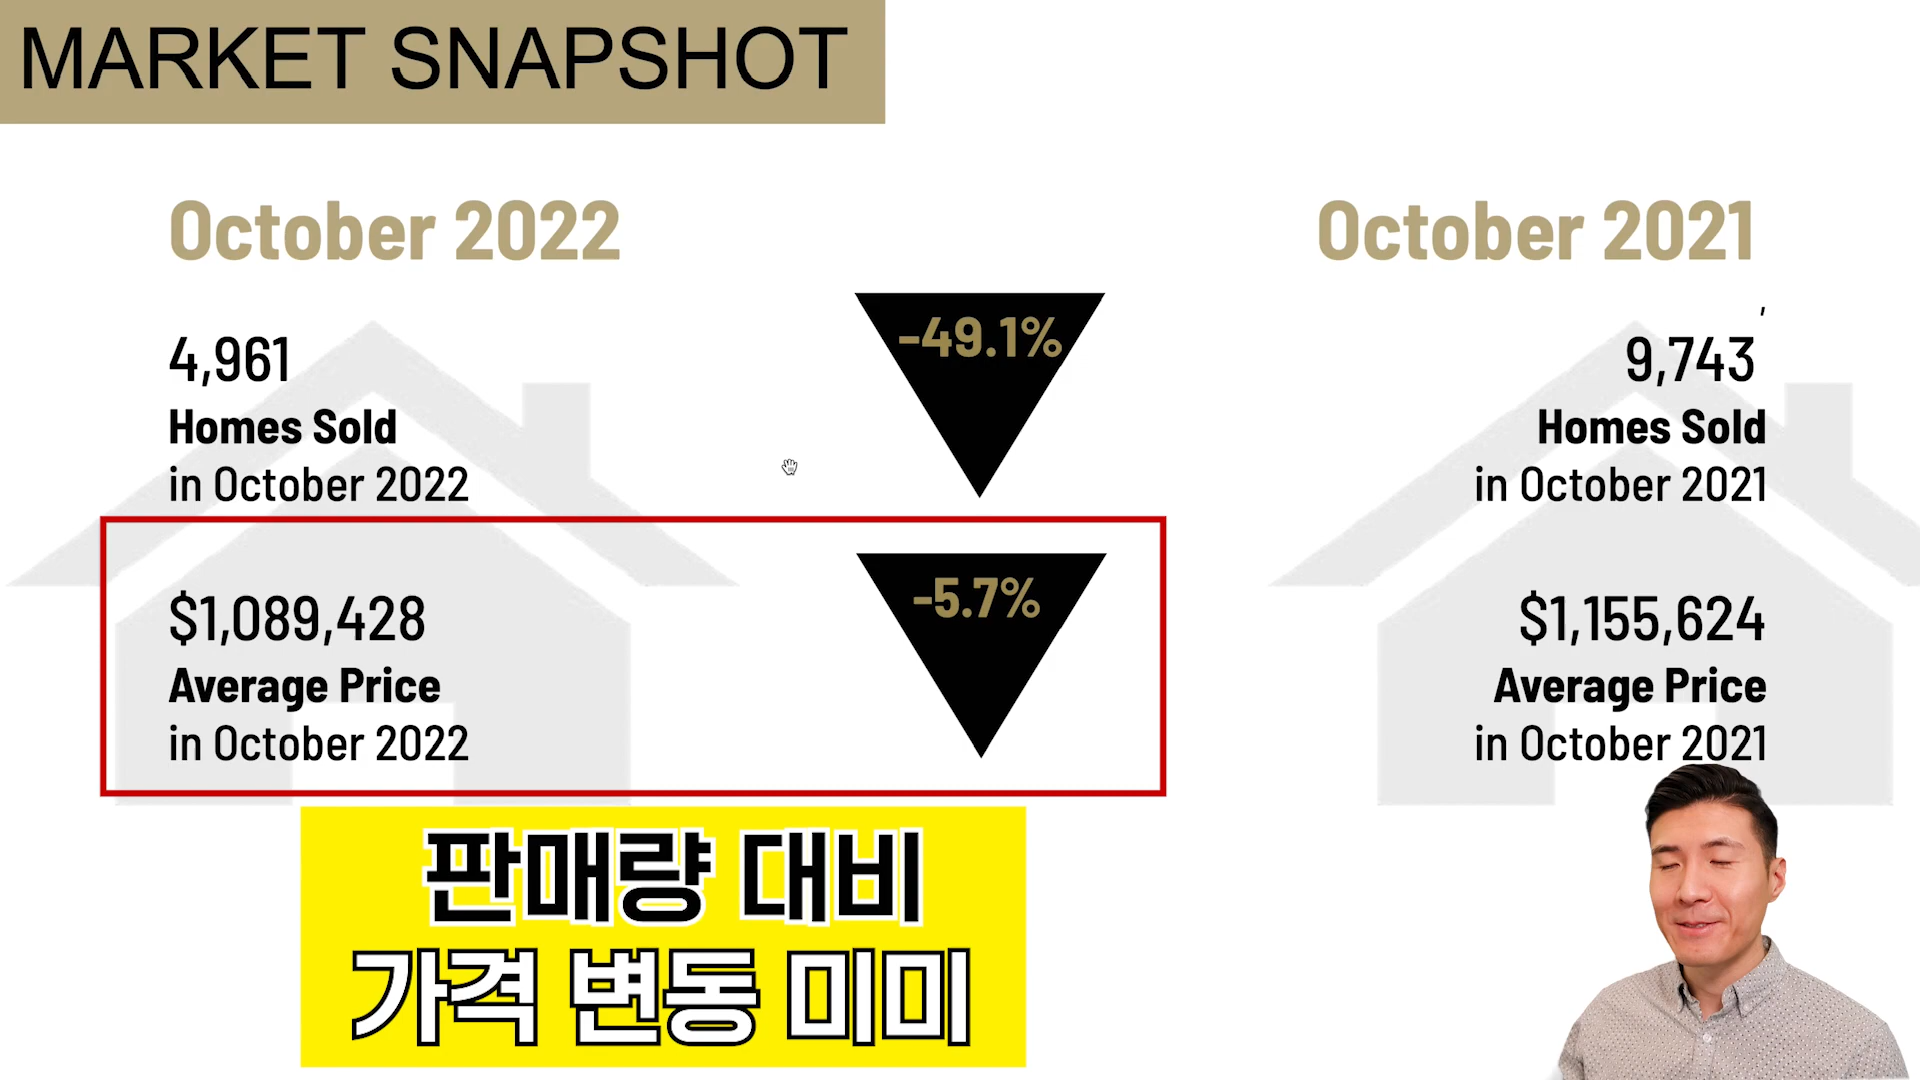 MARKET SNAPSHOT
October 2022
October 2021
4,961
Homes Sold
in October 2022
-49.1%
,
9,743
Homes Sold
in October 2021
$1,089,428
Average Price
in October 2022
-5.7%
$1,155,624
Average Price
in October 2021
판매량 대비
가격 변동 미미